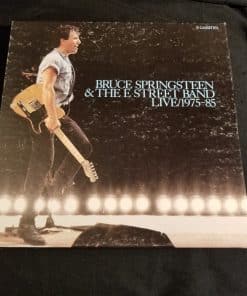 BRUCE SPRINGSTEEN
& THE E STREET BAND
LIVE/1975-85